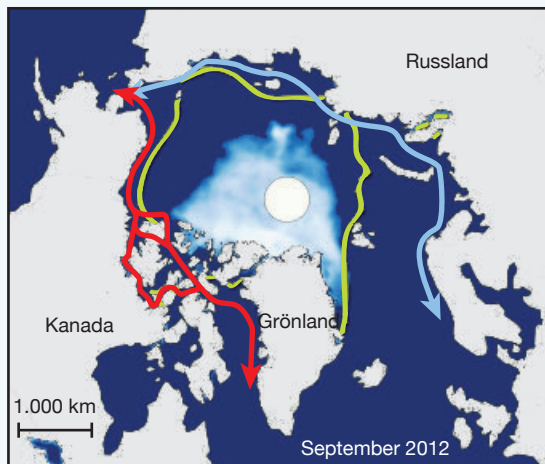 Russland
Kanada
Grönland
1.000 km
September 2012